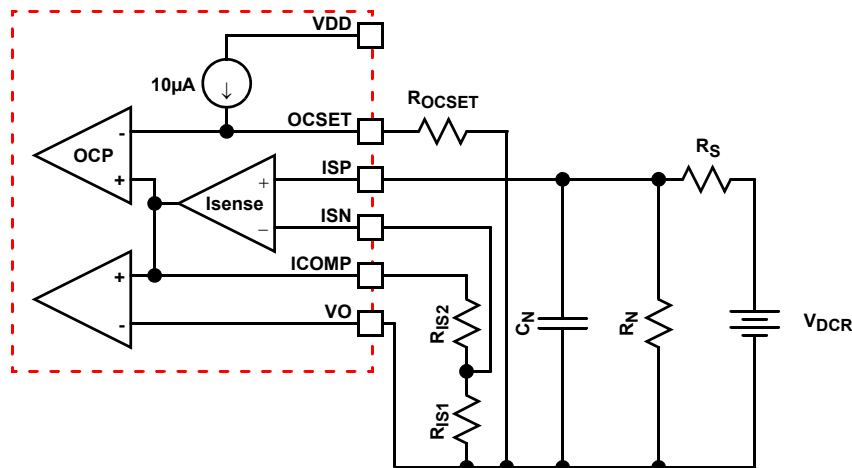 VDD
10µA
↓
OCSET
ROCSET
-
OCP
+
ISP
RS
+
Isense
ISN
−
ICOMP
+
VO
-
RIS2
CN
RN
VDCR
RIS1